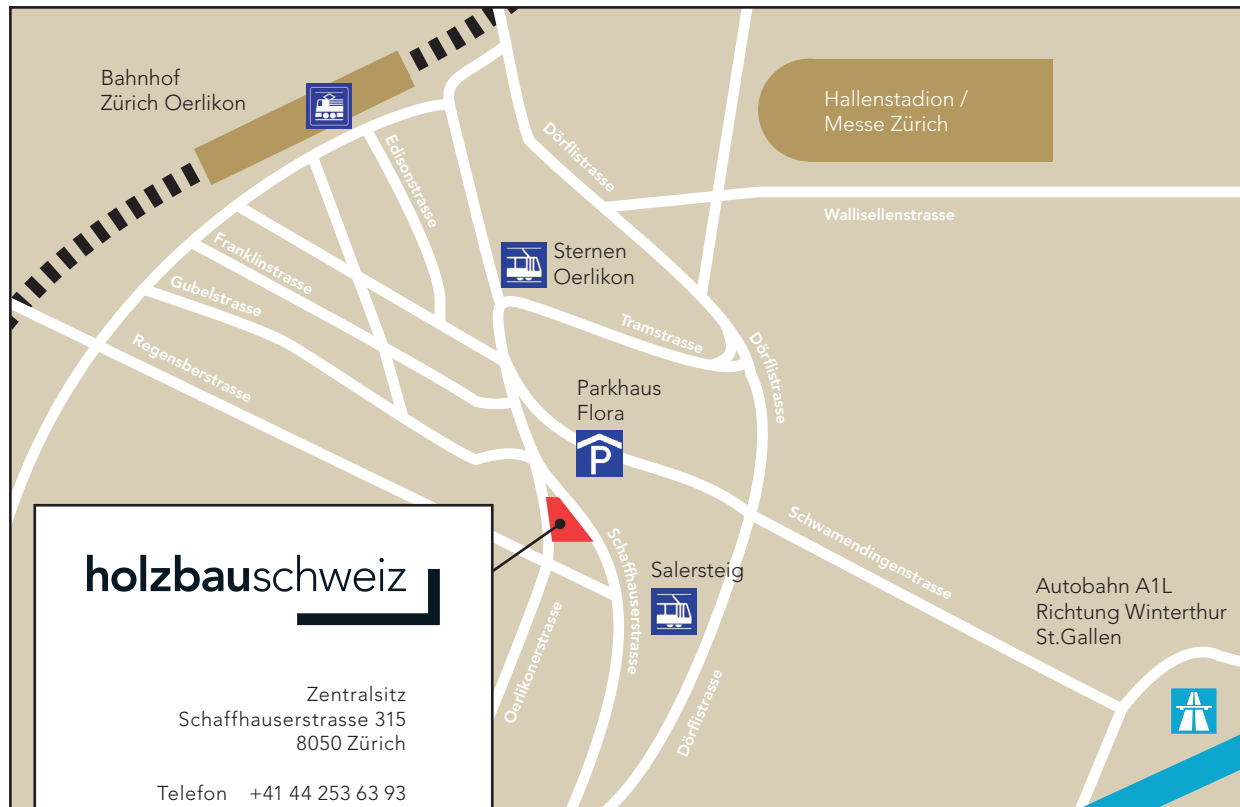 Bahnhof
Zürich Oerlikon
Hallenstadion /
Messe Zürich
Dörflistrasse
Edisonstrasse
Wallisellenstrasse
Sternen
Oerlikon
Franklinstrasse
Gubelstrasse
Tramstrasse
Regensberstrasse
Dörflistrasse
Parkhaus
Flora
P
Schwamendingenstrasse
Schaffhauserstrasse
Salersteig
Autobahn A1L
Richtung Winterthur
St.Gallen
Oerlikonerstrasse
Dörflistrasse
holzbauschweiz
Zentralsitz
Schaffhauserstrasse 315
8050 Zürich
Telefon +41 44 253 63 93